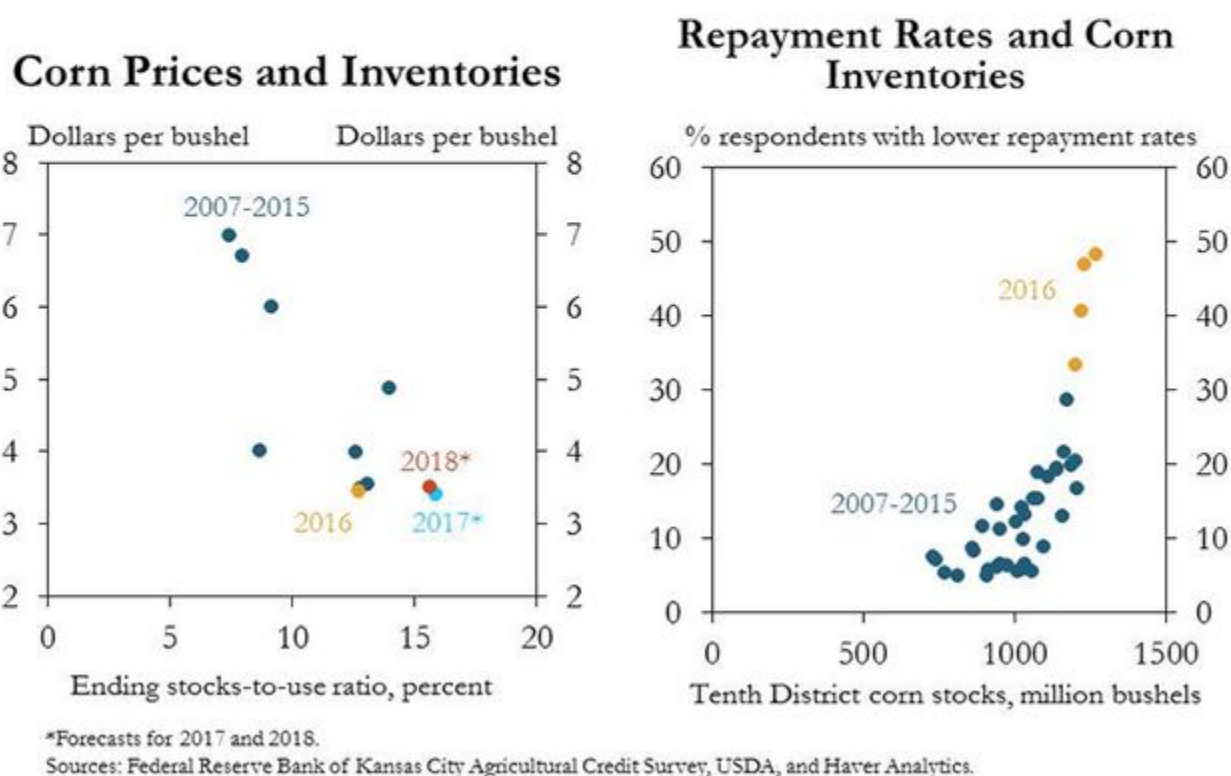 Corn Prices and Inventories
Dollars per bushel Dollars per bushel
8 8
2007-2015
7 7
6 6
5 5
4 4
2018*
2016 2017*
3 3
2 2
0 5 10 15 20
Ending stocks-to-use ratio, percent
Repayment Rates and Corn
Inventories
% respondents with lower repayment rates
60 60
50 50
2016
40 40
30 30
20 20
2007-2015
10 10
0 0
0 500 1000 1500
Tenth District corn stocks, million bushels
*Forecasts for 2017 and 2018.
Sources: Federal Reserve Bank of Kansas City Agricultural Credit Survey, USDA, and Haver Analytics.